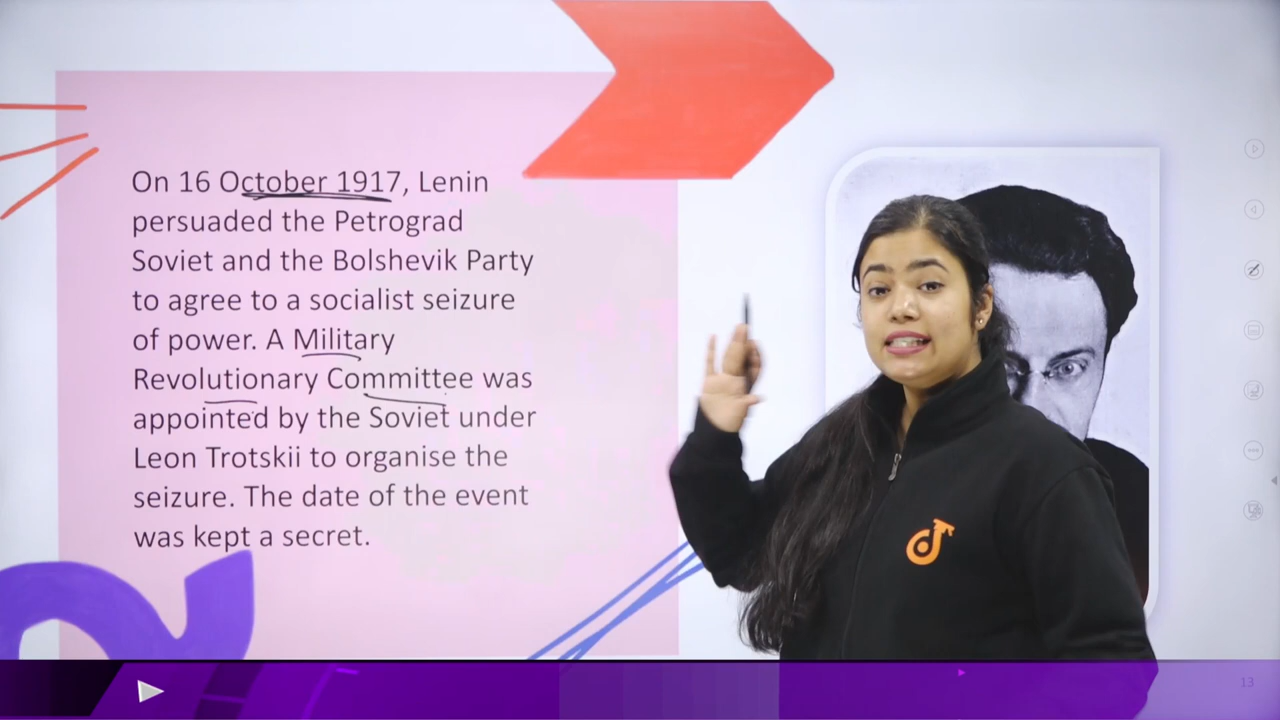 On 16 October 1917, Lenin
persuaded the Petrograd
Soviet and the Bolshevik Party
to agree to a socialist seizure
of power. A Military
Revolutionary Committee was
appointed by the Soviet under
Leon Trotskii to organise the
seizure. The date of the event
was kept a secret.
13